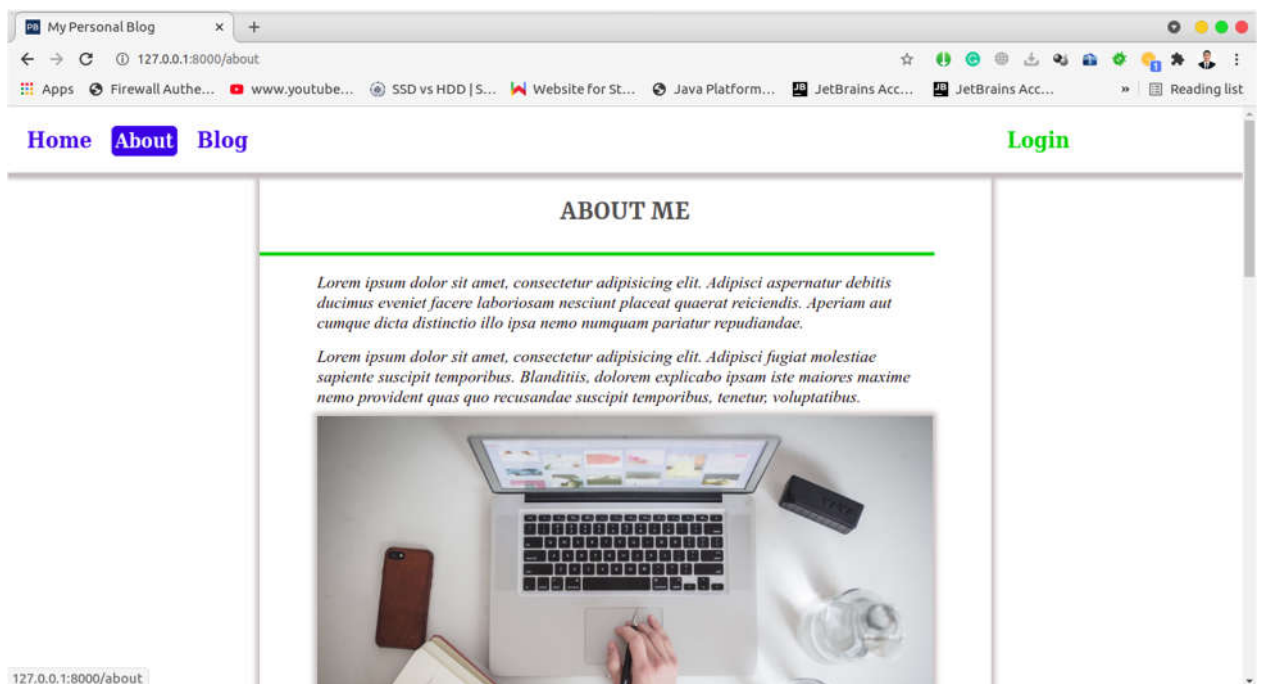 PB My Personal Blog
127.0.0.1:8000/about
1
Apps Firewall Authe... www.youtube... SSD vs HDD | S... Website for St... Java Platform... JB JetBrains Acc... JB JetBrains Acc... » Reading list
Home About Blog Login
ABOUT ME
Lorem ipsum dolor sit amet, consectetur adipisicing elit. Adipisci aspernatur debitis
ducimus eveniet facere laboriosam nesciunt placeat quaerat reiciendis. Aperiam aut
cumque dicta distinctio illo ipsa nemo numquam pariatur repudiandae.
Lorem ipsum dolor sit amet, consectetur adipisicing elit. Adipisci fugiat molestiae
sapiente suscipit temporibus. Blanditiis, dolorem explicabo ipsam iste maiores maxime
nemo provident quas quo recusandae suscipit temporibus, tenetur, voluptatibus.
127.0.0.1:8000/about